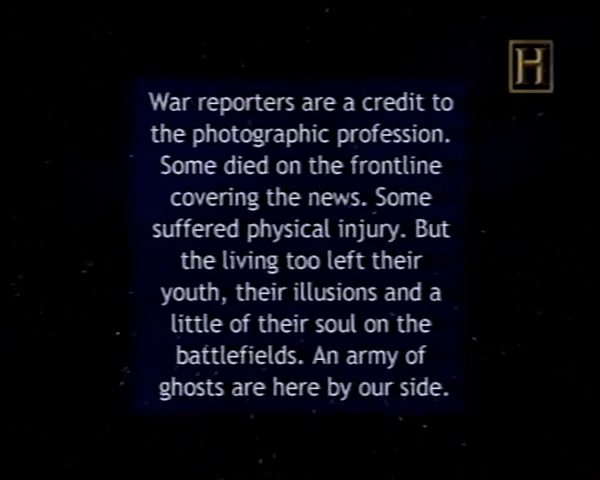 H
War reporters are a credit to
the photographic profession.
Some died on the frontline
covering the news. Some
suffered physical injury. But
the living too left their
youth, their illusions and a
little of their soul on the
battlefields. An army of
ghosts are here by our side.